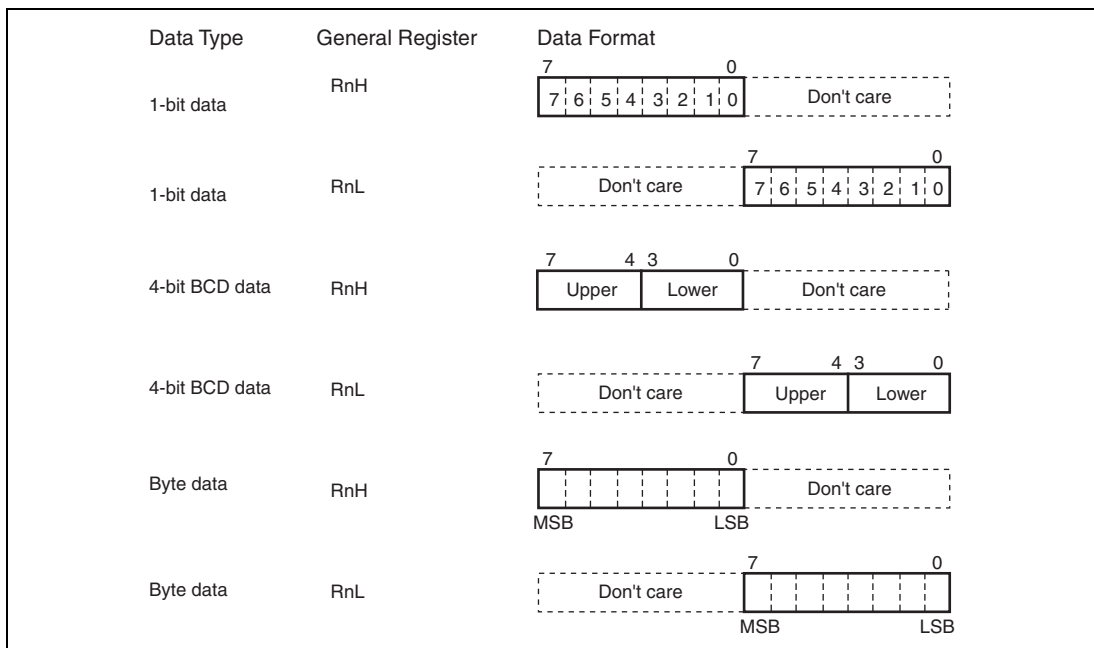 Data Type General Register Data Format
7 0
1-bit data RnH 7 6 5 4 3 2 1 0 Don't care
7 0
1-bit data RnL Don't care 7 6 5 4 3 2 1 0
7 4 3 0
4-bit BCD data RnH Upper Lower Don't care
7 4 3 0
4-bit BCD data RnL Don't care Upper Lower
7 0
Byte data RnH Don't care
MSB LSB
7 0
Byte data RnL Don't care
MSB LSB